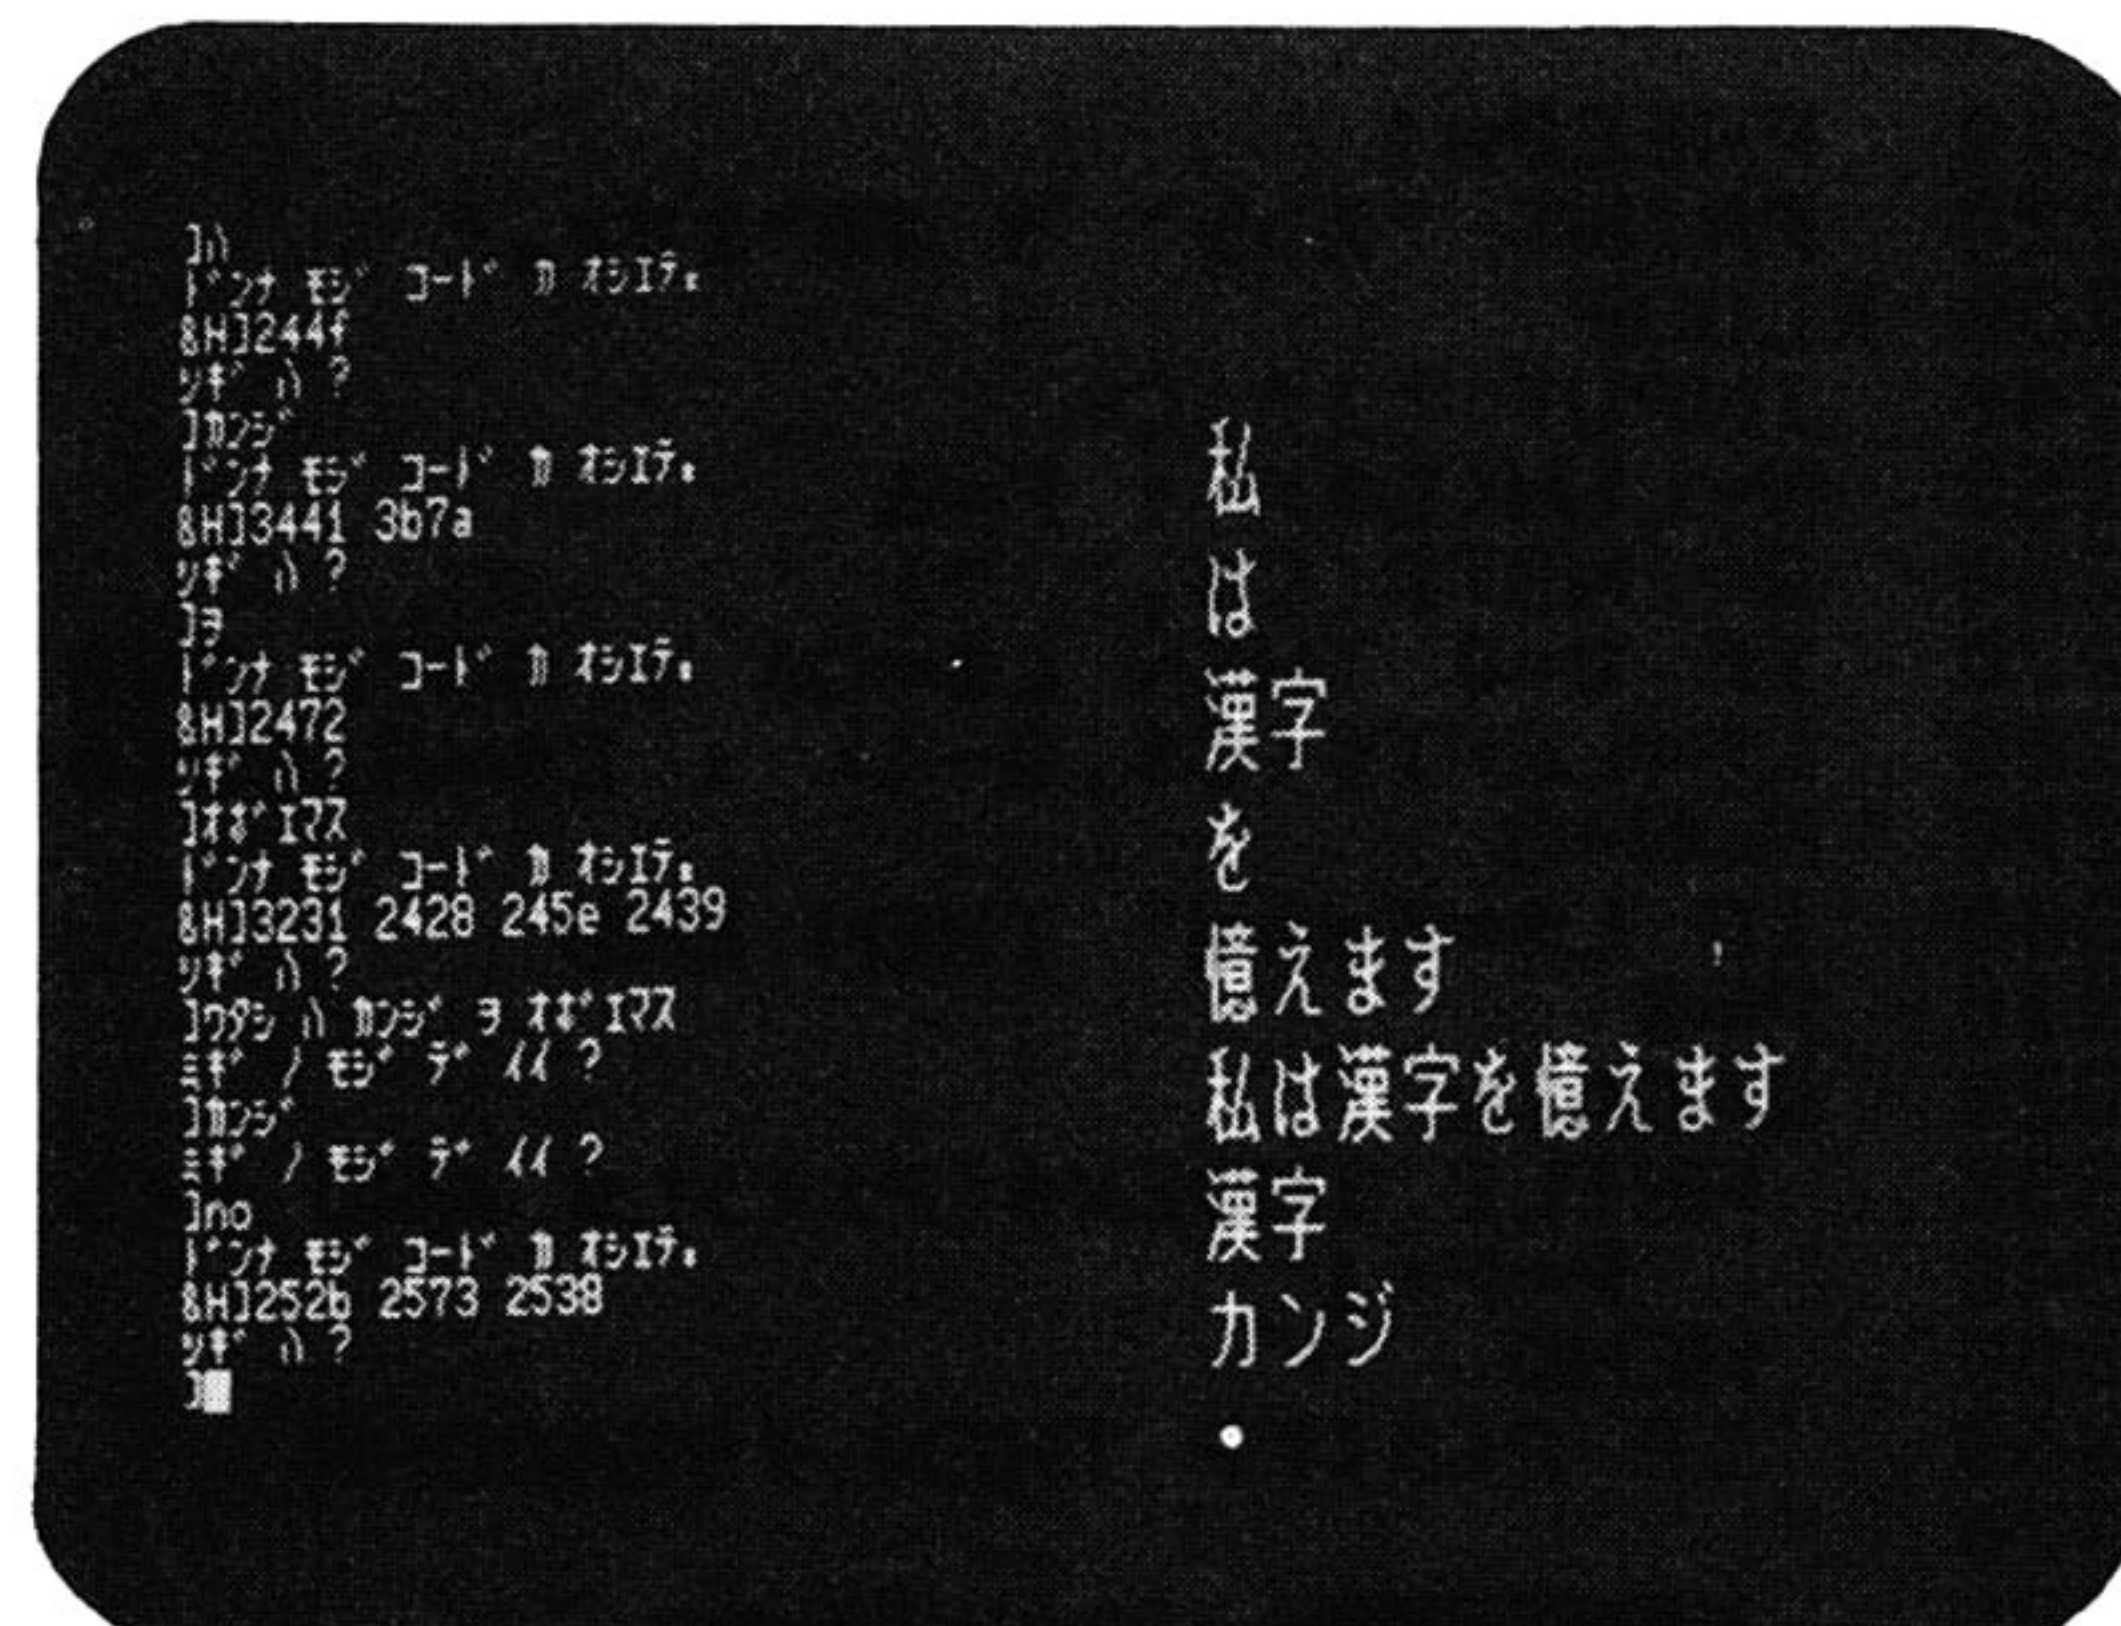 ]ﾊ
ﾄﾞﾝﾅ ﾓｼﾞ ｺｰﾄﾞ ｶ ｵｼｴﾃ｡
&H]244f
ﾂｷﾞ ﾊ ?
]ｶﾝｼﾞ
ﾄﾞﾝﾅ ﾓｼﾞ ｺｰﾄﾞ ｶ ｵｼｴﾃ｡
&H]3441 3b7a
ﾂｷﾞ ﾊ ?
]ｦ
ﾄﾞﾝﾅ ﾓｼﾞ ｺｰﾄﾞ ｶ ｵｼｴﾃ｡
&H]2472
ﾂｷﾞ ﾊ ?
]ｵﾎﾞｴﾏｽ
ﾄﾞﾝﾅ ﾓｼﾞ ｺｰﾄﾞ ｶ ｵｼｴﾃ｡
&H]3231 2428 245e 2439
ﾂｷﾞ ﾊ ?
]ﾜﾀｼ ﾊ ｶﾝｼﾞ ｦ ｵﾎﾞｴﾏｽ
ﾐｷﾞ ﾉ ﾓｼﾞ ﾃﾞ ｲｲ ?
]ｶﾝｼﾞ
ﾐｷﾞ ﾉ ﾓｼﾞ ﾃﾞ ｲｲ ?
]no
ﾄﾞﾝﾅ ﾓｼﾞ ｺｰﾄﾞ ｶ ｵｼｴﾃ｡
&H]252b 2573 2538
ﾂｷﾞ ﾊ ?
]
私
は
漢字
を
憶えます
私は漢字を憶えます
漢字
カンジ